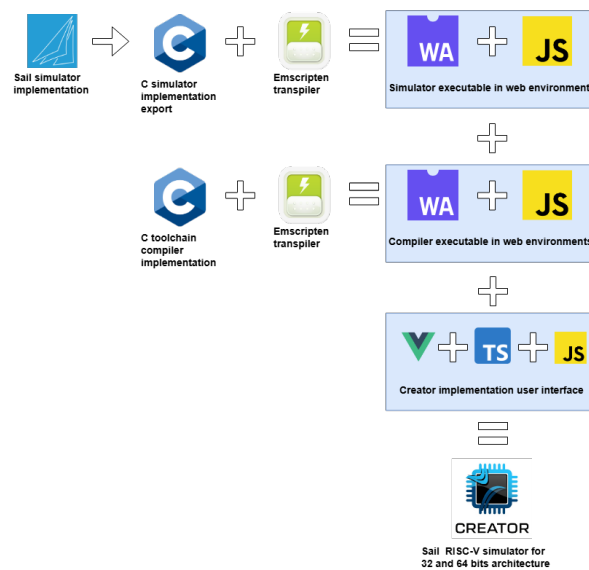 WA
JS
Sail simulator
implementation
C simulator
implementation
export
Emscripten
transpiler
Simulator executable in web environment
WA
JS
C toolchain
compiler
implementation
Emscripten
transpiler
Compiler executable in web environments
TS
JS
Creator implementation user interface
CREATOR
Sail RISC-V simulator for
32 and 64 bits architecture